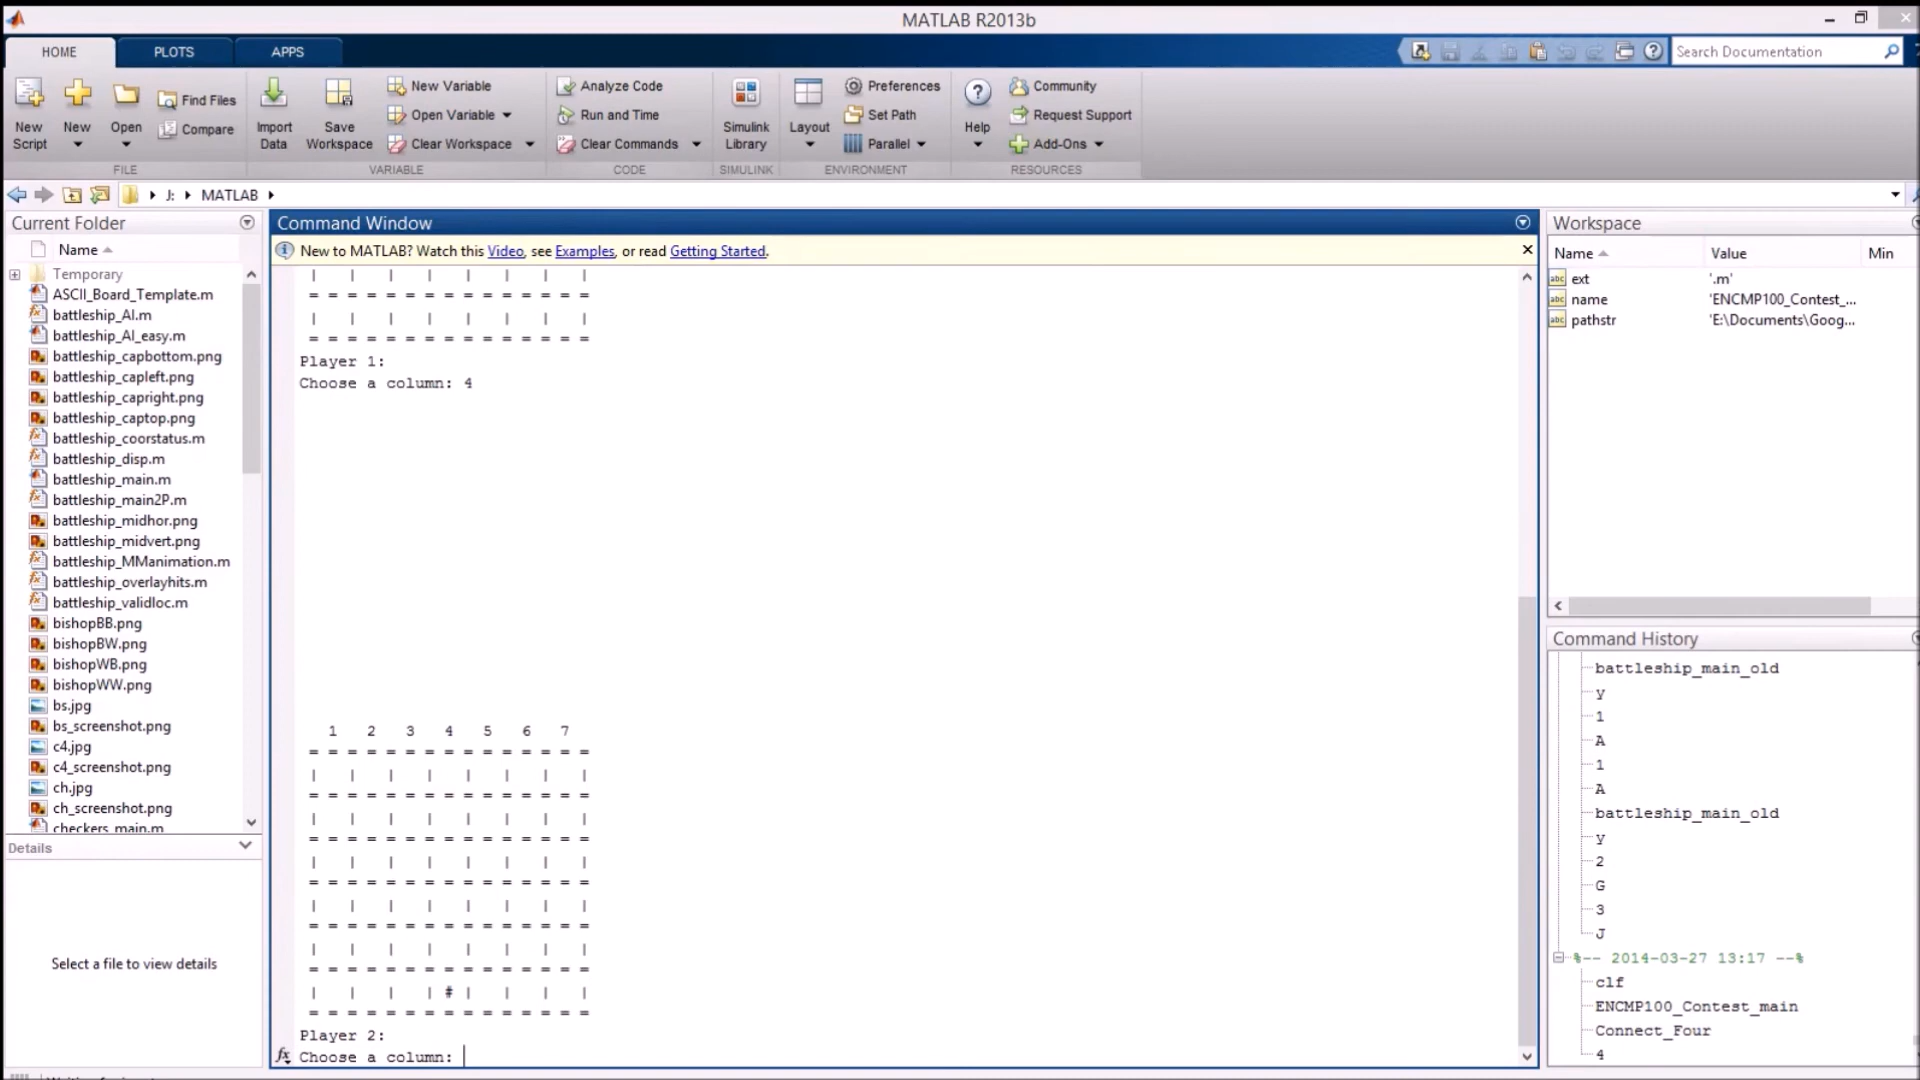 MATLAB R2013b
HOME PLOTS APPS
Search Documentation
New Script
New
Open
Find Files
Compare
FILE
Import Data
Save Workspace
New Variable
Open Variable
Clear Workspace
VARIABLE
Analyze Code
Run and Time
Clear Commands
CODE
Simulink Library
SIMULINK
Layout
Preferences
Set Path
Parallel
ENVIRONMENT
Help
Community
Request Support
Add-Ons
RESOURCES
J: MATLAB
Current Folder
Name
Temporary
ASCII_Board_Template.m
battleship_AI.m
battleship_AI_easy.m
battleship_capbottom.png
battleship_capleft.png
battleship_capright.png
battleship_captop.png
battleship_coorstatus.m
battleship_disp.m
battleship_main.m
battleship_main2P.m
battleship_midhor.png
battleship_midvert.png
battleship_MManimation.m
battleship_overlayhits.m
battleship_validloc.m
bishopBB.png
bishopBW.png
bishopWB.png
bishopWW.png
bs.jpg
bs_screenshot.png
c4.jpg
c4_screenshot.png
ch.jpg
ch_screenshot.png
checkers_main.m
Details
Select a file to view details
Command Window
New to MATLAB? Watch this Video, see Examples, or read Getting Started.
| | | | | | | |
= = = = = = = = = = = = = = =
| | | | | | | |
= = = = = = = = = = = = = = =
Player 1:
Choose a column: 4
1 2 3 4 5 6 7
= = = = = = = = = = = = = = =
| | | | | | | |
= = = = = = = = = = = = = = =
| | | | | | | |
= = = = = = = = = = = = = = =
| | | | | | | |
= = = = = = = = = = = = = = =
| | | | | | | |
= = = = = = = = = = = = = = =
| | | | | | | |
= = = = = = = = = = = = = = =
| | | | # | | | |
= = = = = = = = = = = = = = =
Player 2:
fx Choose a column:
Workspace
Name Value Min
ext '.m'
name 'ENCMP100_Contest_...
pathstr 'E:\Documents\Goog...
Command History
battleship_main_old
y
1
A
1
A
battleship_main_old
y
2
G
3
J
%-- 2014-03-27 13:17 --%
clf
ENCMP100_Contest_main
Connect_Four
4